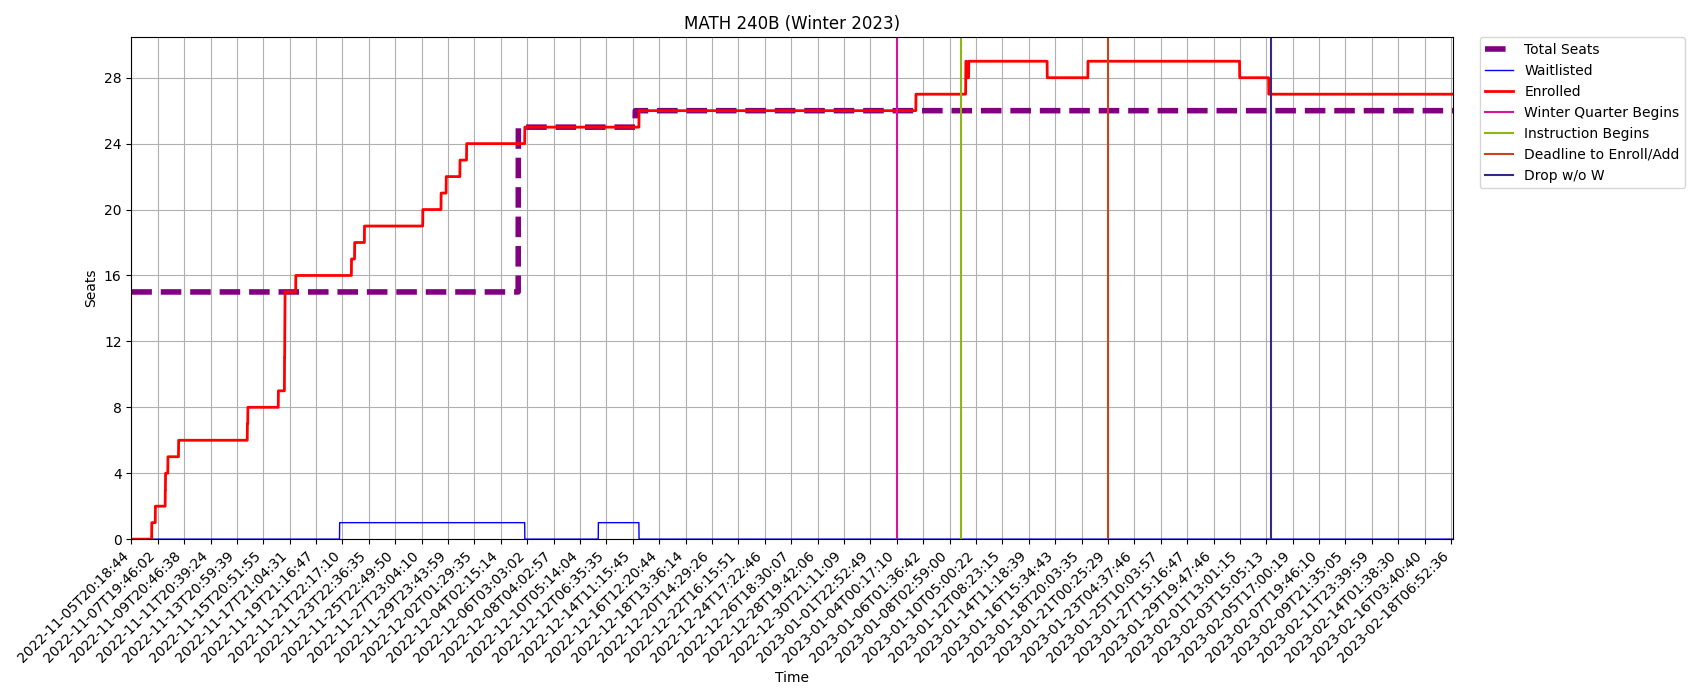 MATH 240B (Winter 2023)
Total Seats
Waitlisted
Enrolled
Winter Quarter Begins
Instruction Begins
Deadline to Enroll/Add
Drop w/o W
Seats
28
24
20
16
12
8
4
0
2022-11-05T20:18:44
2022-11-07T19:46:02
2022-11-09T20:46:38
2022-11-11T20:39:24
2022-11-13T20:59:39
2022-11-15T20:51:55
2022-11-17T21:04:31
2022-11-19T21:16:47
2022-11-21T22:17:10
2022-11-23T22:36:35
2022-11-25T22:49:50
2022-11-27T23:04:10
2022-11-29T23:43:59
2022-12-02T01:29:35
2022-12-04T02:15:14
2022-12-06T03:03:02
2022-12-08T04:02:57
2022-12-10T05:14:04
2022-12-12T06:35:35
2022-12-14T11:15:45
2022-12-16T12:20:44
2022-12-18T13:36:14
2022-12-20T14:29:26
2022-12-22T16:15:51
2022-12-24T17:22:46
2022-12-26T18:30:07
2022-12-28T19:42:06
2022-12-30T21:11:09
2023-01-01T22:52:49
2023-01-04T00:17:10
2023-01-06T01:36:42
2023-01-08T02:59:00
2023-01-10T05:00:22
2023-01-12T08:23:15
2023-01-14T11:18:39
2023-01-16T15:34:43
2023-01-18T20:03:35
2023-01-21T00:25:29
2023-01-23T04:37:46
2023-01-25T10:03:57
2023-01-27T15:16:47
2023-01-29T19:47:46
2023-02-01T13:01:15
2023-02-03T15:05:13
2023-02-05T17:00:19
2023-02-07T19:46:10
2023-02-09T21:35:05
2023-02-11T23:39:59
2023-02-14T01:38:30
2023-02-16T03:40:40
2023-02-18T06:52:36
Time